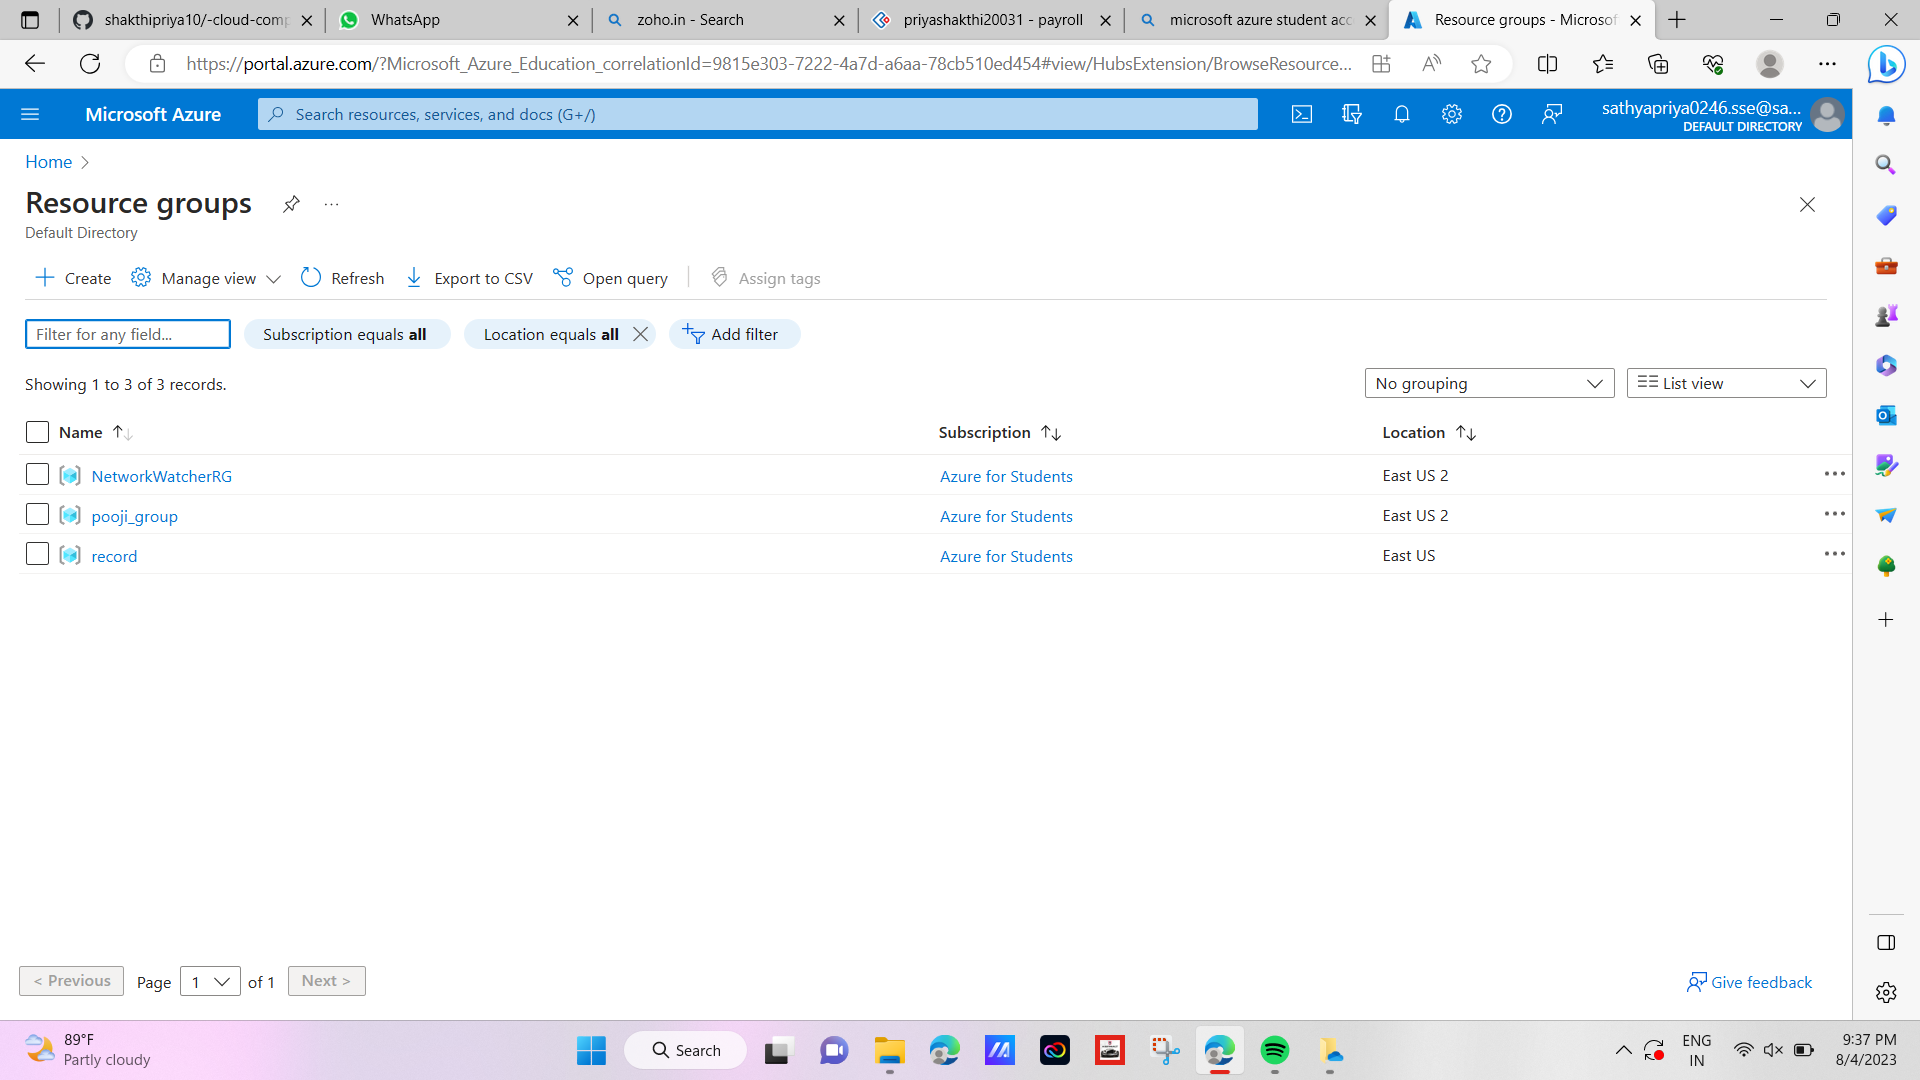 shakthipriya10/-cloud-comp
WhatsApp
zoho.in - Search
priyashakthi20031 - payroll
microsoft azure student acc
Resource groups - Microsof
https://portal.azure.com/?Microsoft_Azure_Education_correlationId=9815e303-7222-4a7d-a6aa-78cb510ed454#view/HubsExtension/BrowseResource...
Microsoft Azure
Search resources, services, and docs (G+/)
sathyapriya0246.sse@sa...
DEFAULT DIRECTORY
Home
Resource groups
Default Directory
Create
Manage view
Refresh
Export to CSV
Open query
Assign tags
Filter for any field...
Subscription equals all
Location equals all
Add filter
Showing 1 to 3 of 3 records.
No grouping
List view
Name
Subscription
Location
NetworkWatcherRG
Azure for Students
East US 2
pooji_group
Azure for Students
East US 2
record
Azure for Students
East US
< Previous
Page
1
of 1
Next >
Give feedback
89°F
Partly cloudy
Search
ENG
IN
9:37 PM
8/4/2023